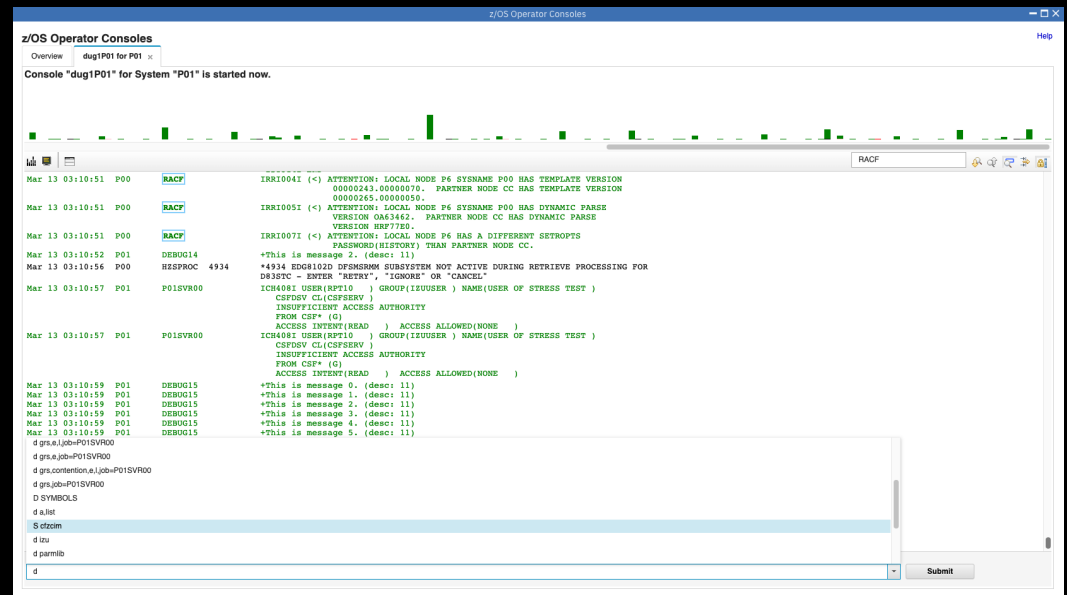 z/OS Operator Consoles
z/OS Operator Consoles
Help
Overview
dug1P01 for P01 ×
Console "dug1P01" for System "P01" is started now.
RACF
Mar 13 03:10:51 P00 RACF IRRI004I (<) ATTENTION: LOCAL NODE P6 SYSNAME P00 HAS TEMPLATE VERSION
00000243.00000070. PARTNER NODE CC HAS TEMPLATE VERSION
00000265.00000050.
Mar 13 03:10:51 P00 RACF IRRI005I (<) ATTENTION: LOCAL NODE P6 SYSNAME P00 HAS DYNAMIC PARSE
VERSION OA63462. PARTNER NODE CC HAS DYNAMIC PARSE
VERSION HRF77E0.
Mar 13 03:10:51 P00 RACF IRRI007I (<) ATTENTION: LOCAL NODE P6 HAS A DIFFERENT SETROPTS
PASSWORD(HISTORY) THAN PARTNER NODE CC.
Mar 13 03:10:52 P01 DEBUG14 +This is message 2. (desc: 11)
Mar 13 03:10:56 P00 HZSPROC 4934 *4934 EDG8102D DFSMSRMM SUBSYSTEM NOT ACTIVE DURING RETRIEVE PROCESSING FOR
D83STC - ENTER "RETRY", "IGNORE" OR "CANCEL"
Mar 13 03:10:57 P01 P01SVR00 ICH408I USER(RPT10 ) GROUP(IZUUSER ) NAME(USER OF STRESS TEST )
CSFDSV CL(CSFSERV )
INSUFFICIENT ACCESS AUTHORITY
FROM CSF* (G)
ACCESS INTENT(READ ) ACCESS ALLOWED(NONE )
Mar 13 03:10:57 P01 P01SVR00 ICH408I USER(RPT10 ) GROUP(IZUUSER ) NAME(USER OF STRESS TEST )
CSFDSV CL(CSFSERV )
INSUFFICIENT ACCESS AUTHORITY
FROM CSF* (G)
ACCESS INTENT(READ ) ACCESS ALLOWED(NONE )
Mar 13 03:10:59 P01 DEBUG15 +This is message 0. (desc: 11)
Mar 13 03:10:59 P01 DEBUG15 +This is message 1. (desc: 11)
Mar 13 03:10:59 P01 DEBUG15 +This is message 2. (desc: 11)
Mar 13 03:10:59 P01 DEBUG15 +This is message 3. (desc: 11)
Mar 13 03:10:59 P01 DEBUG15 +This is message 4. (desc: 11)
Mar 13 03:10:59 P01 DEBUG15 +This is message 5. (desc: 11)
d grs,e,l,job=P01SVR00
d grs,e,job=P01SVR00
d grs,contention,e,l,job=P01SVR00
d grs,job=P01SVR00
D SYMBOLS
d a,list
S cfzcim
d izu
d parmlib
d
Submit